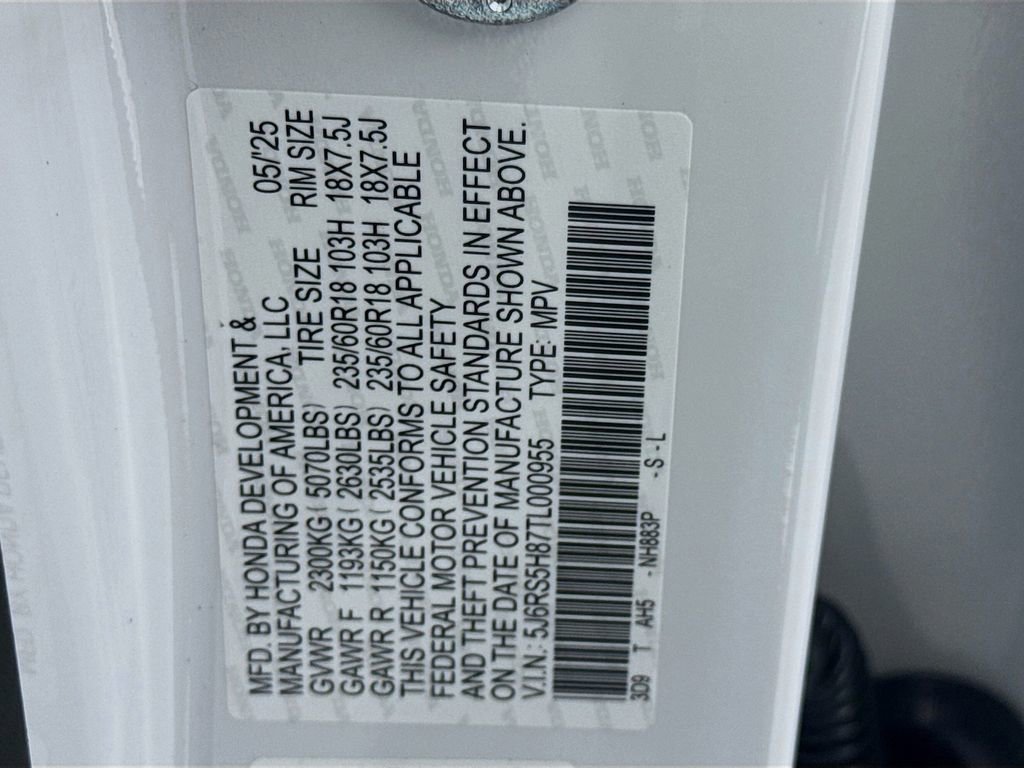 MFD. BY HONDA DEVELOPMENT & 05/'25
MANUFACTURING OF AMERICA, LLC
GVWR 2300KG ( 5070LBS) TIRE SIZE RIM SIZE
GAWR F 1193KG ( 2630LBS) 235/60R18 103H 18X7.5J
GAWR R 1150KG ( 2535LBS) 235/60R18 103H 18X7.5J
THIS VEHICLE CONFORMS TO ALL APPLICABLE
FEDERAL MOTOR VEHICLE SAFETY
AND THEFT PREVENTION STANDARDS IN EFFECT
ON THE DATE OF MANUFACTURE SHOWN ABOVE.
V.I.N.: 5J6RS5H87TL000955 TYPE: MPV
3D9 T AH5 - NH883P - S - L